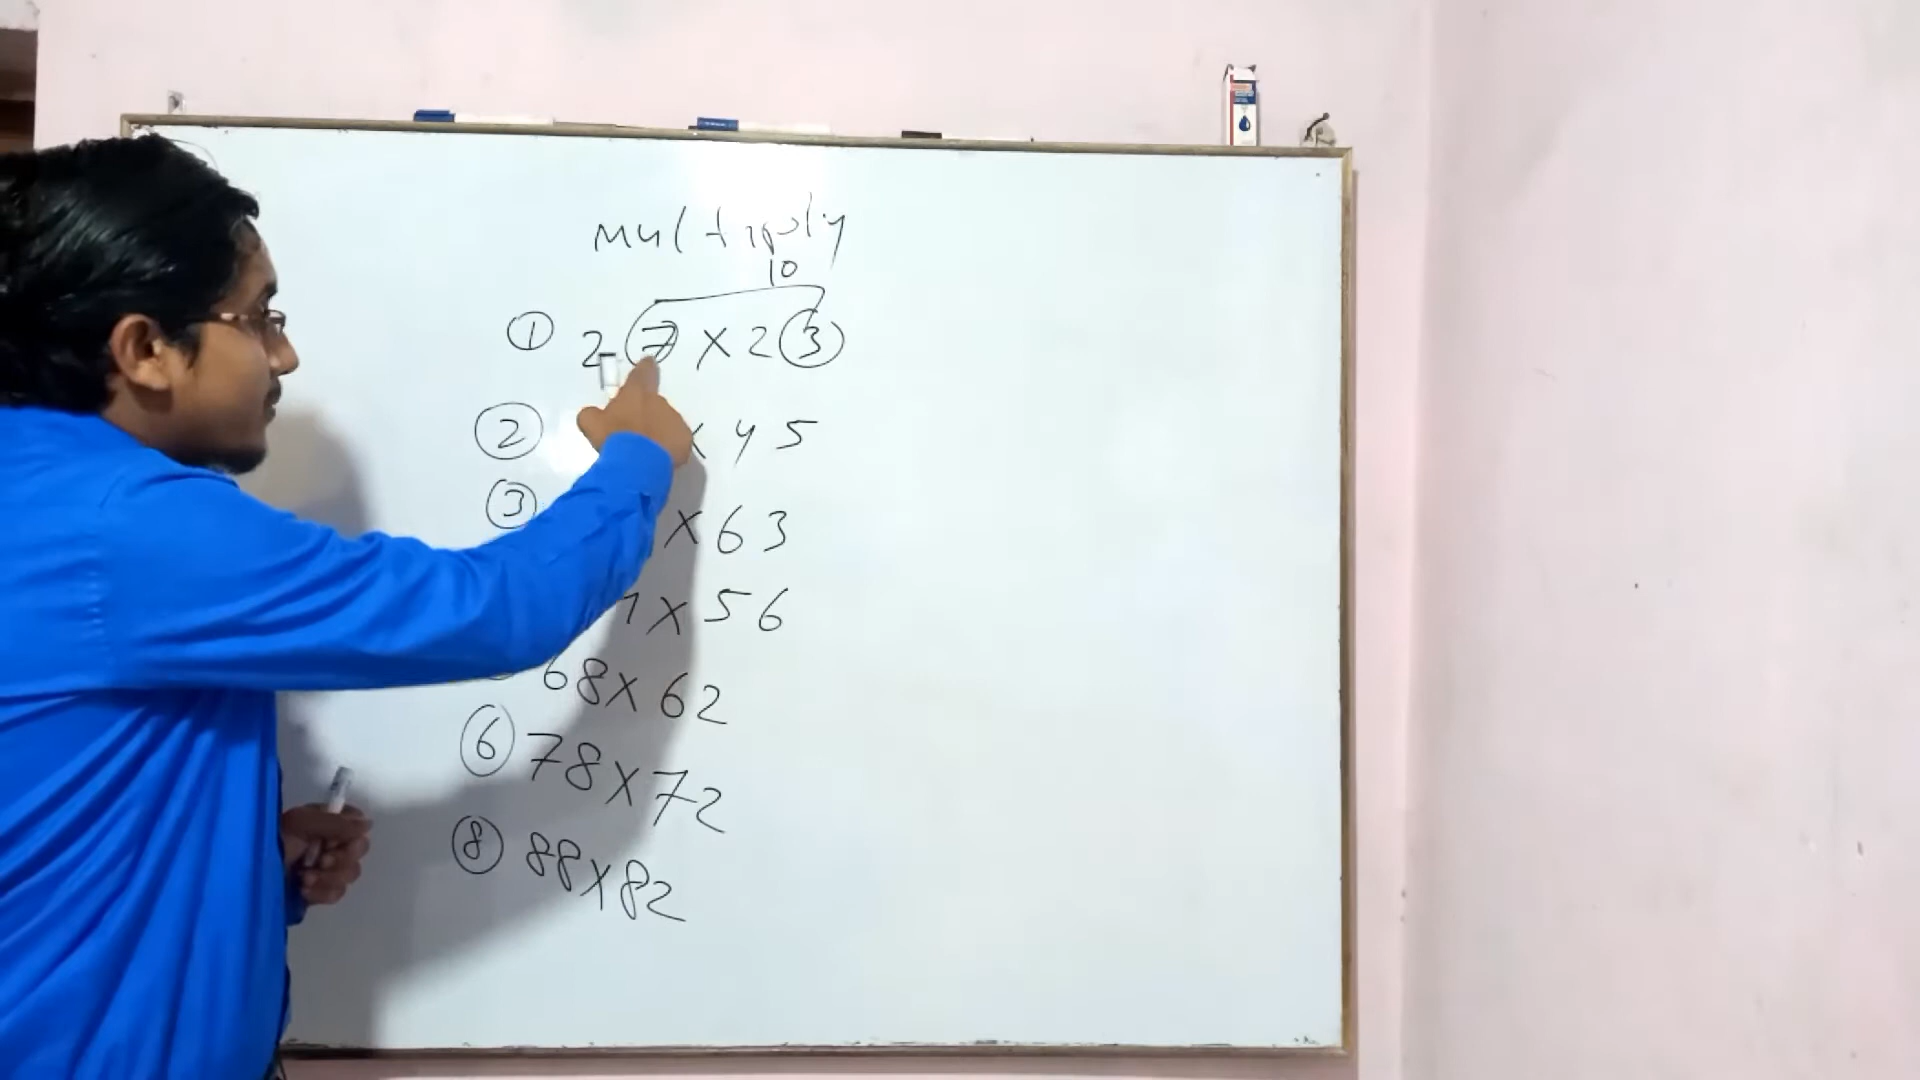 Multiply
10
① 27 x 23
② x 45
③ x 63
x 56
68 x 62
⑥ 78 x 72
⑧ 88 x 82